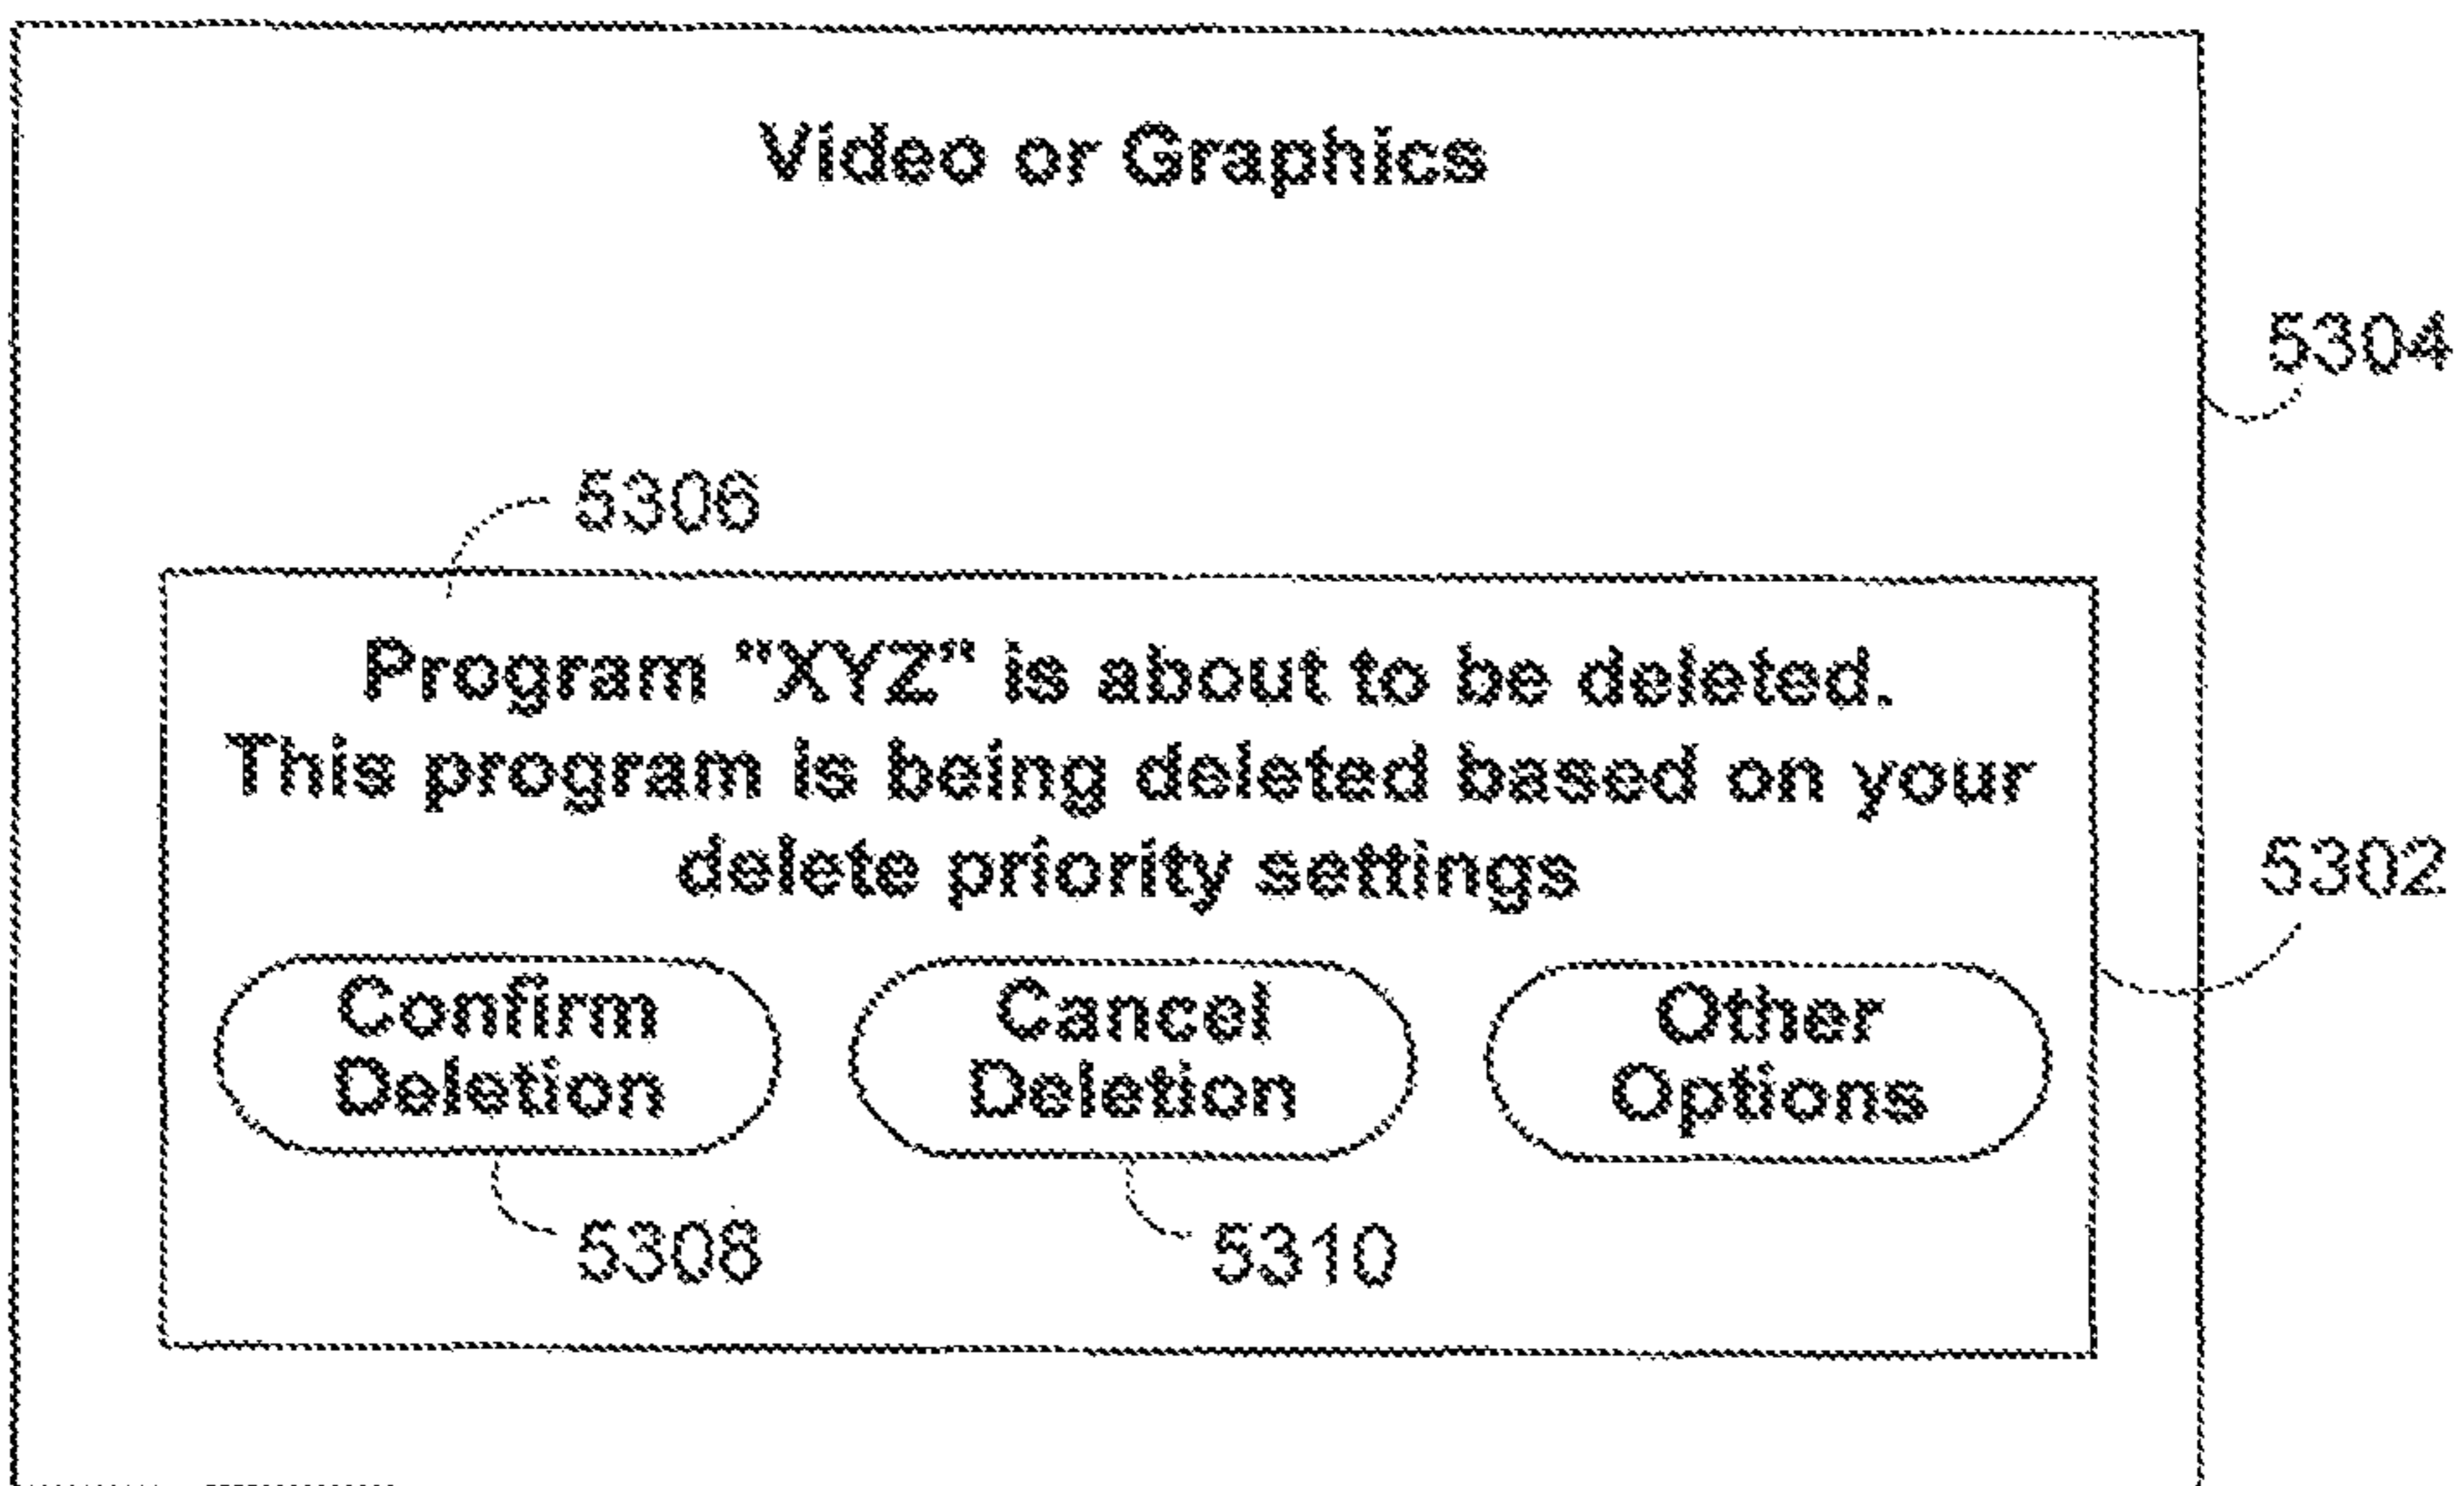 Video or Graphics
5304
5306
Program "XYZ" is about to be deleted.
This program is being deleted based on your
delete priority settings
5302
Confirm
Deletion
Cancel
Deletion
Other
Options
5308
5310